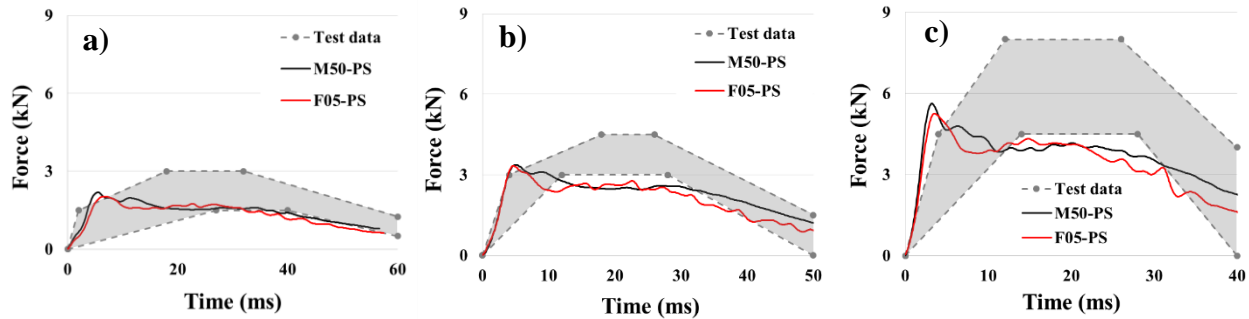 a)
Test data
M50-PS
F05-PS
Force (kN)
9
6
3
0
0 20 40 60
Time (ms)
b)
Test data
M50-PS
F05-PS
Force (kN)
9
6
3
0
0 10 20 30 40 50
Time (ms)
c)
Test data
M50-PS
F05-PS
Force (kN)
9
6
3
0
0 10 20 30 40
Time (ms)